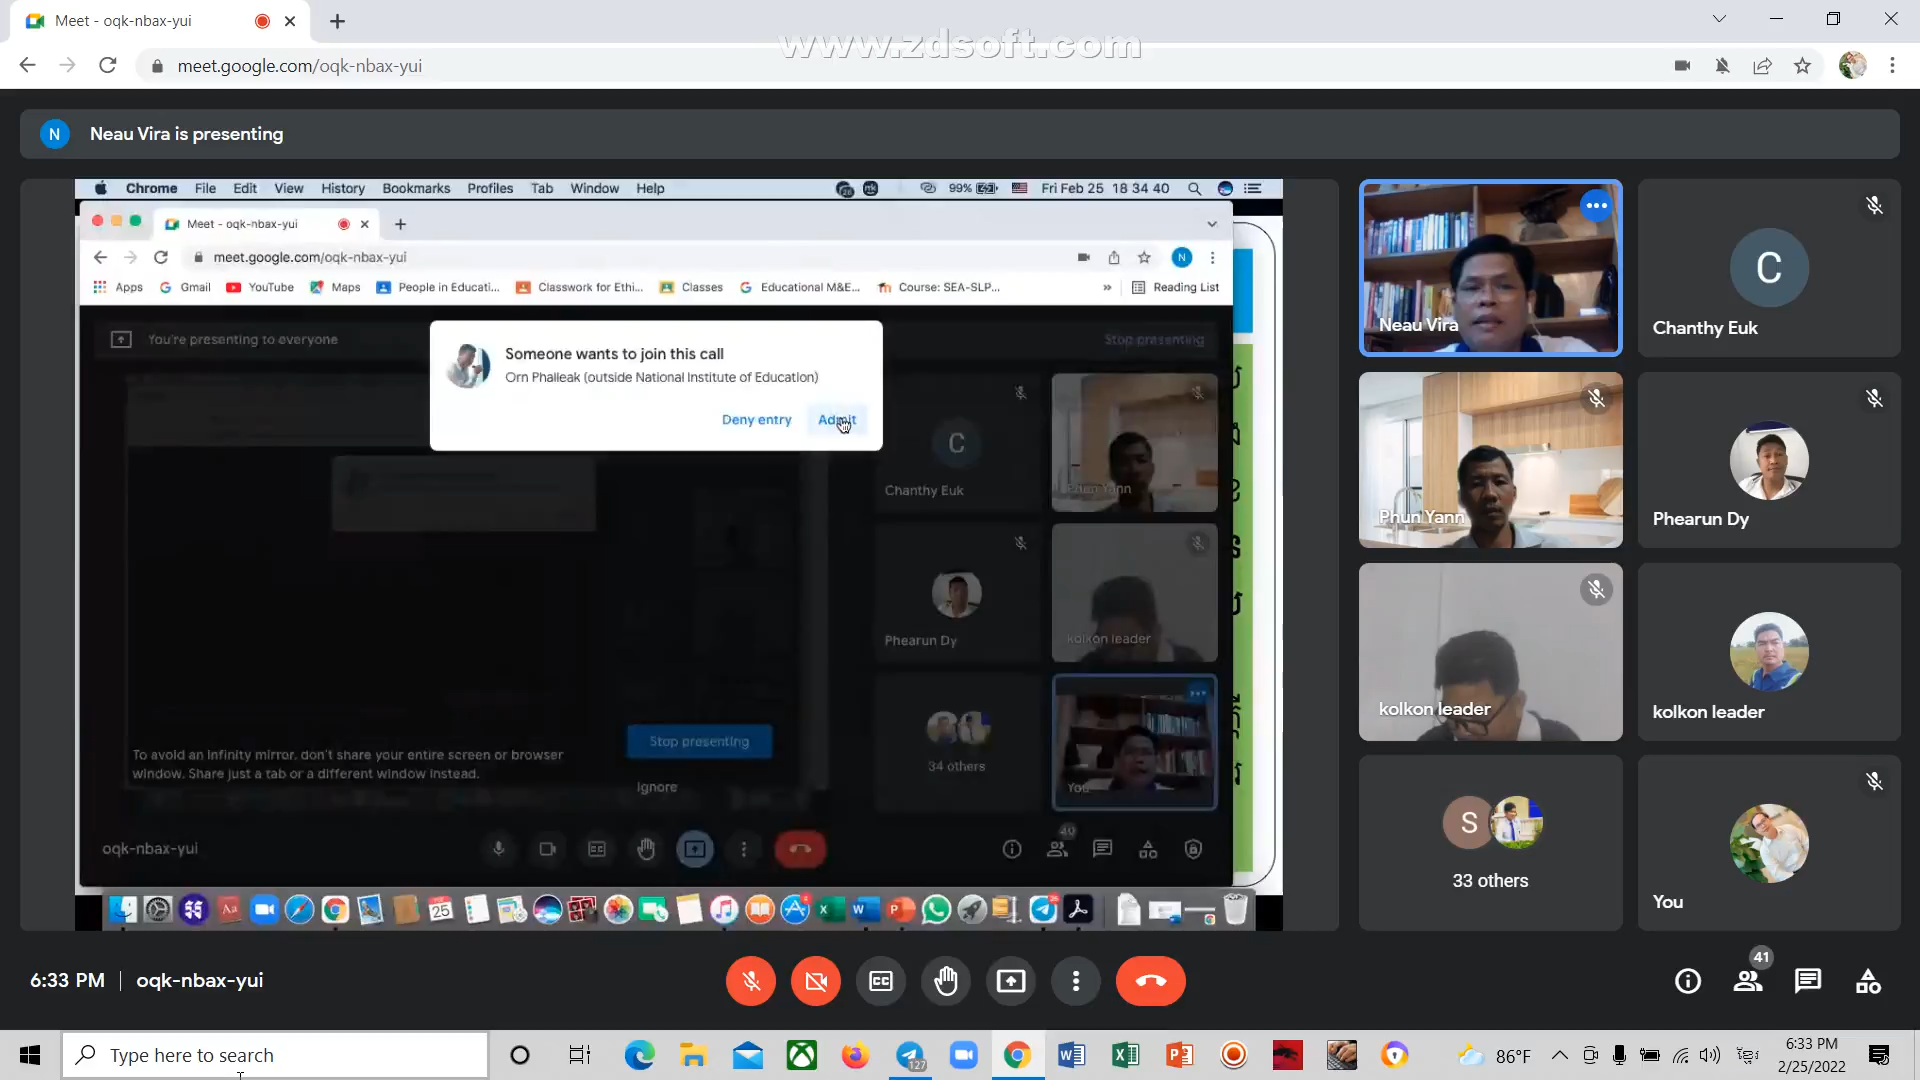 Meet - oqk-nbax-yui
www.zdsoft.com
meet.google.com/oqk-nbax-yui
N
Neau Vira is presenting
Chrome File Edit View History Bookmarks Profiles Tab Window Help
99%
Fri Feb 25 18 34 40
Meet - oqk-nbax-yui
meet.google.com/oqk-nbax-yui
N
Apps Gmail YouTube Maps People in Educati... Classwork for Ethi... Classes Educational M&E... Course: SEA-SLP... » Reading List
You're presenting to everyone
Stop presenting
Someone wants to join this call
Orn Phalleak (outside National Institute of Education)
Deny entry
Admit
C
Chanthy Euk
Phun Yann
Phearun Dy
kolkon leader
34 others
You
To avoid an infinity mirror, don't share your entire screen or browser
window. Share just a tab or a different window instead.
Stop presenting
Ignore
oqk-nbax-yui
40
Neau Vira
C
Chanthy Euk
Phun Yann
Phearun Dy
kolkon leader
kolkon leader
S
33 others
You
6:33 PM | oqk-nbax-yui
41
Type here to search
127
86°F
6:33 PM
2/25/2022